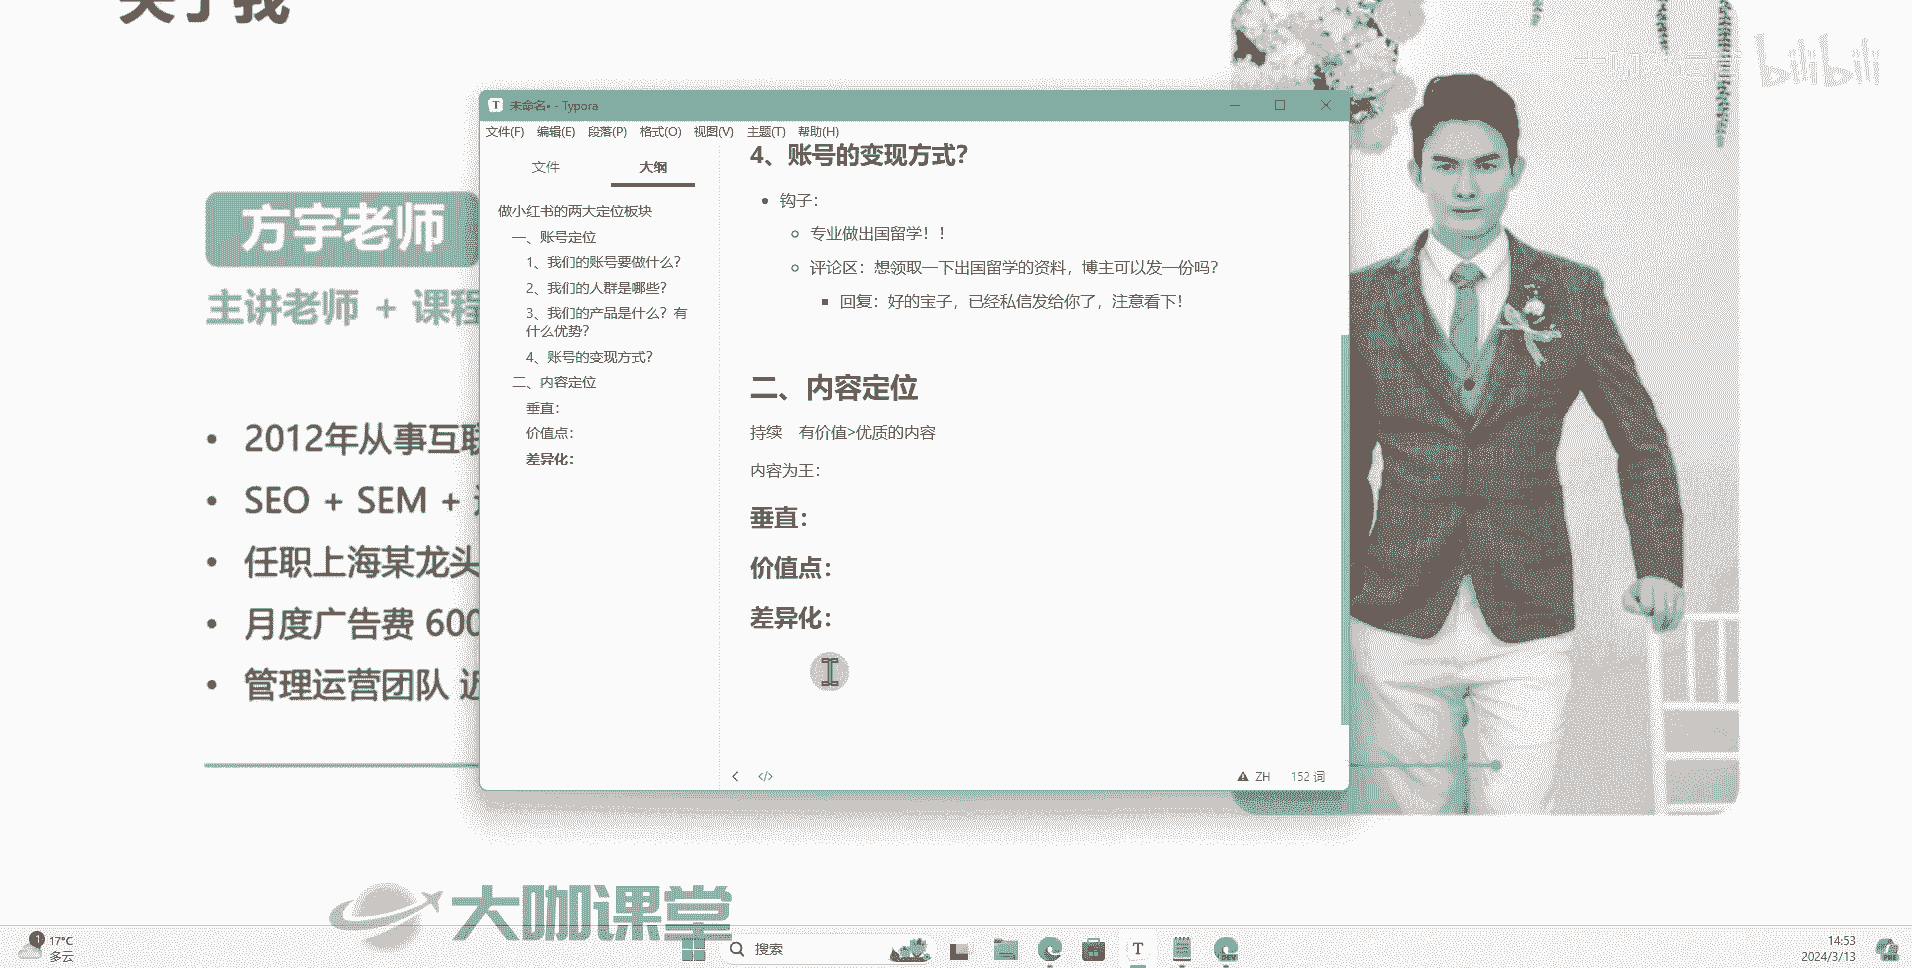 关于我
bilibili
未命名• - Typora
文件(F) 编辑(E) 段落(P) 格式(O) 视图(V) 主题(T) 帮助(H)
文件 大纲
做小红书的两大定位板块
一、账号定位
1、我们的账号要做什么？
2、我们的人群是哪些？
3、我们的产品是什么？有
什么优势？
4、账号的变现方式？
二、内容定位
垂直：
价值点：
差异化：
4、账号的变现方式？
钩子：
专业做出国留学！！
评论区：想领取一下出国留学的资料，博主可以发一份吗？
回复：好的宝子，已经私信发给你了，注意看下！
二、内容定位
持续 有价值>优质的内容
内容为王：
垂直：
价值点：
差异化：
</>
ZH 152 词
方宇老师
主讲老师 + 课程
2012年从事互联
SEO + SEM +
任职上海某龙头
月度广告费 600
管理运营团队 近
大咖课堂
1
17°C
多云
搜索
T
DEV
14:53
2024/3/13
PRE